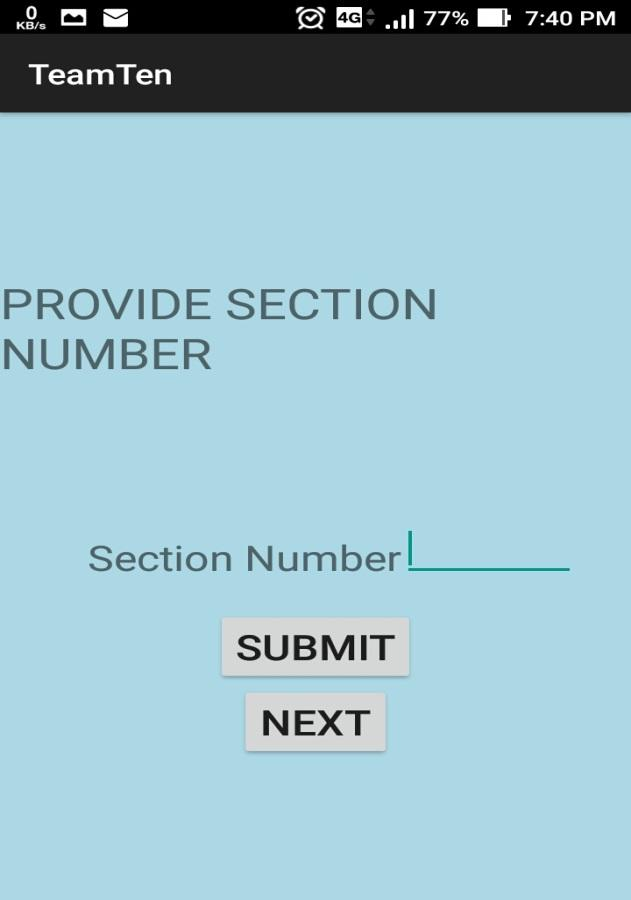 0 KB/s 4G 77% 7:40 PM
TeamTen
PROVIDE SECTION
NUMBER
Section Number
SUBMIT
NEXT